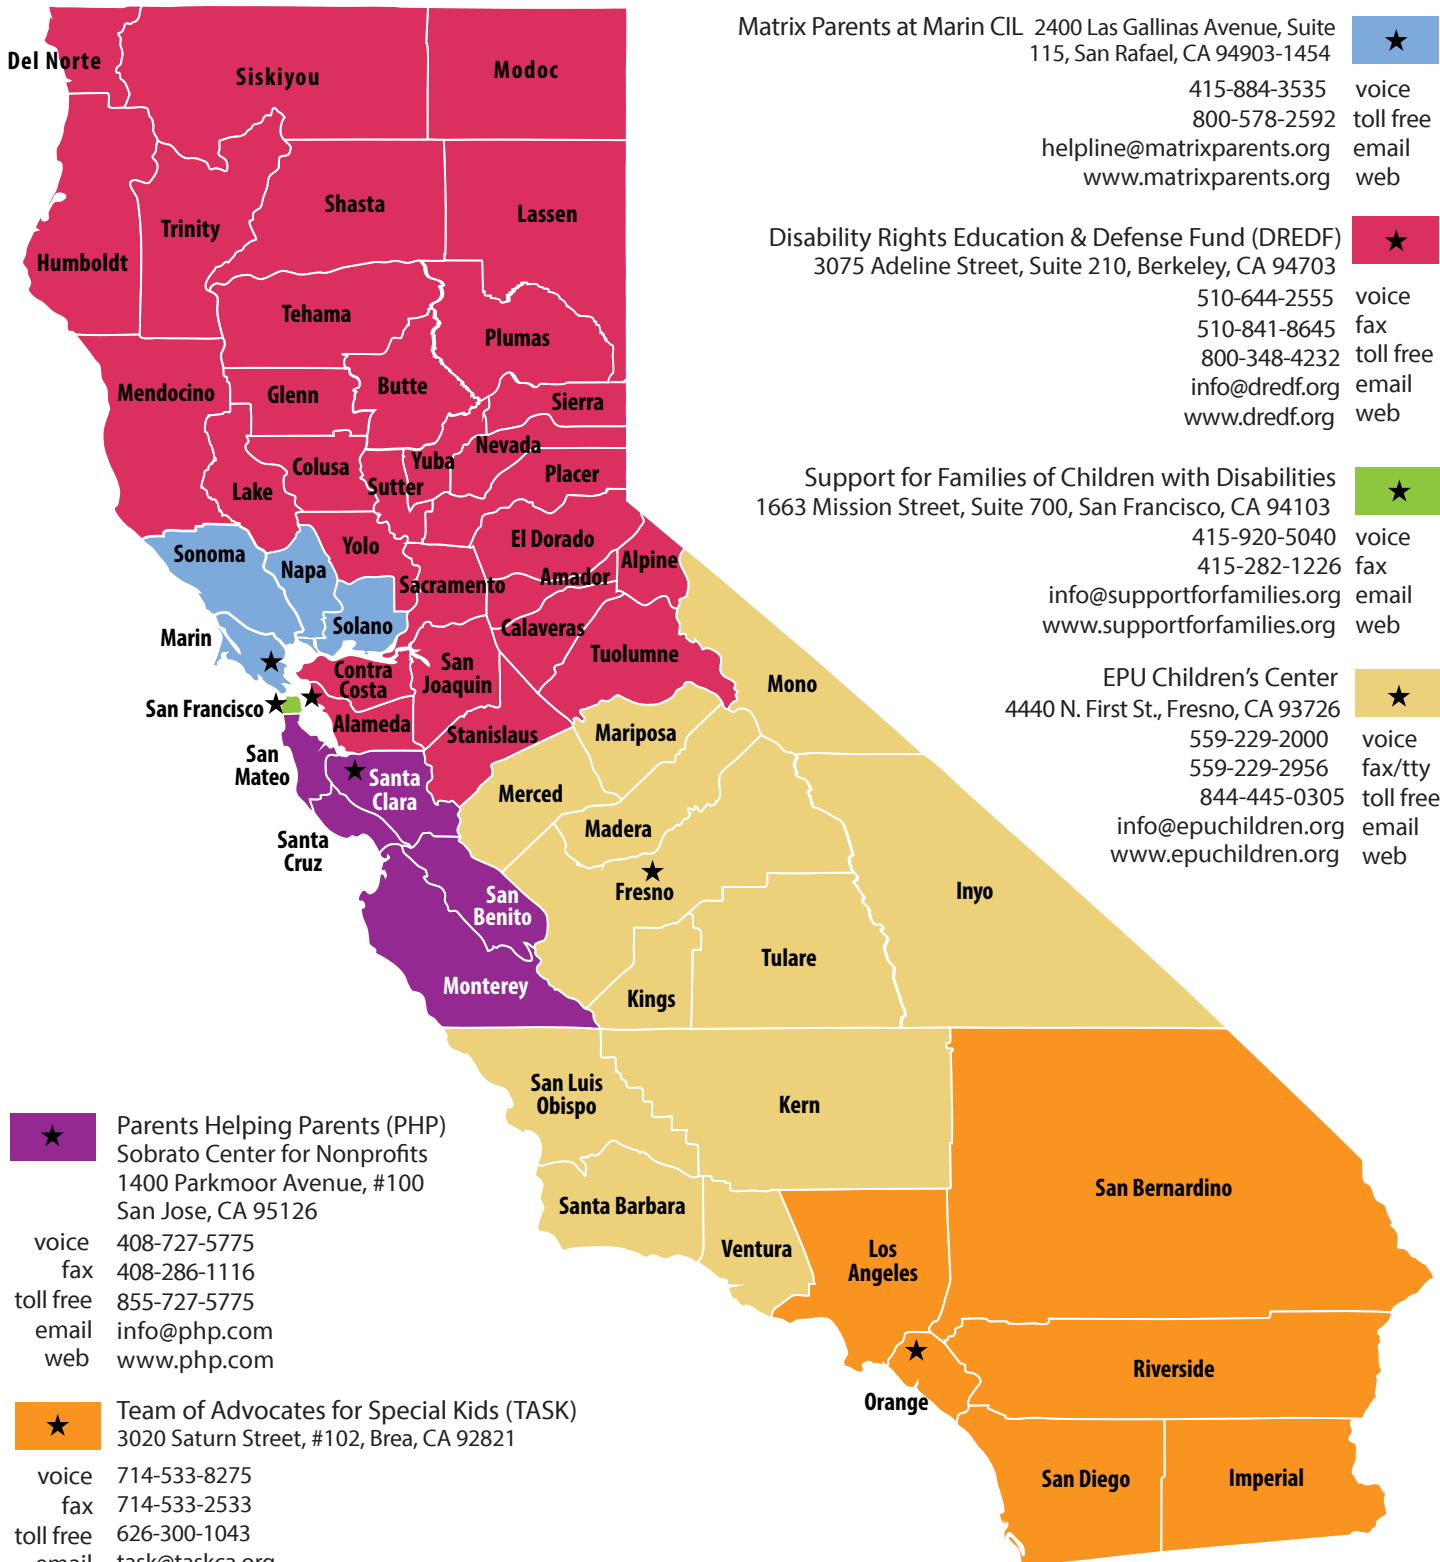 Matrix Parents at Marin CIL 2400 Las Gallinas Avenue, Suite
115, San Rafael, CA 94903-1454
415-884-3535 voice
800-578-2592 toll free
helpline@matrixparents.org email
www.matrixparents.org web
Disability Rights Education & Defense Fund (DREDF)
3075 Adeline Street, Suite 210, Berkeley, CA 94703
510-644-2555 voice
510-841-8645 fax
800-348-4232 toll free
info@dredf.org email
www.dredf.org web
Support for Families of Children with Disabilities
1663 Mission Street, Suite 700, San Francisco, CA 94103
415-920-5040 voice
415-282-1226 fax
info@supportforfamilies.org email
www.supportforfamilies.org web
EPU Children's Center
4440 N. First St., Fresno, CA 93726
559-229-2000 voice
559-229-2956 fax/tty
844-445-0305 toll free
info@epuchildren.org email
www.epuchildren.org web
Del Norte
Siskiyou
Modoc
Shasta
Lassen
Trinity
Humboldt
Tehama
Plumas
Mendocino
Glenn
Butte
Sierra
Nevada
Yuba
Colusa
Placer
Lake
Sutter
El Dorado
Yolo
Sonoma
Napa
Alpine
Amador
Sacramento
Solano
Calaveras
Marin
Tuolumne
Contra
Costa
San
Joaquin
Mono
San Francisco
Alameda
Stanislaus
Mariposa
San
Mateo
Santa
Clara
Merced
Madera
Santa
Cruz
Fresno
Inyo
San
Benito
Tulare
Monterey
Kings
San Luis
Obispo
Kern
Santa Barbara
San Bernardino
Ventura
Los
Angeles
Riverside
Orange
San Diego
Imperial
Parents Helping Parents (PHP)
Sobrato Center for Nonprofits
1400 Parkmoor Avenue, #100
San Jose, CA 95126
voice 408-727-5775
fax 408-286-1116
toll free 855-727-5775
email info@php.com
web www.php.com
Team of Advocates for Special Kids (TASK)
3020 Saturn Street, #102, Brea, CA 92821
voice 714-533-8275
fax 714-533-2533
toll free 626-300-1043
email task@taskca.org